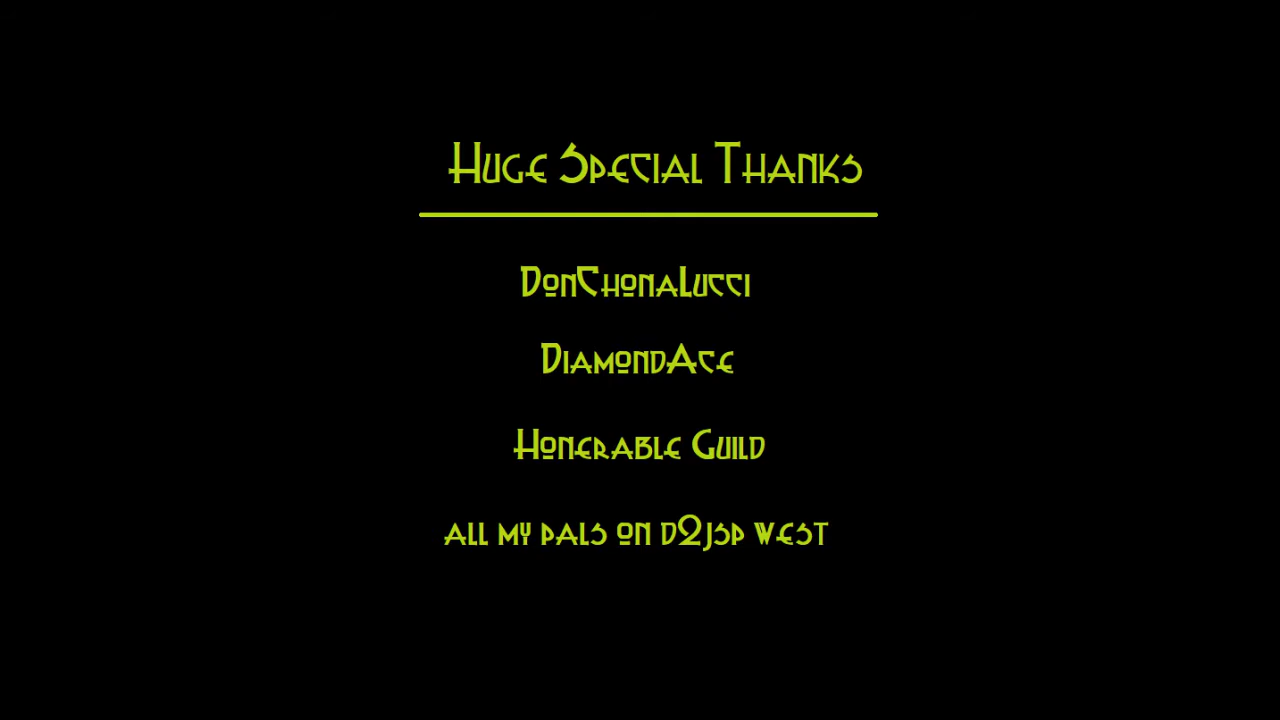 Huge Special Thanks
DonChonaLucci
DiamondAce
Honerable Guild
all my pals on d2jsp west